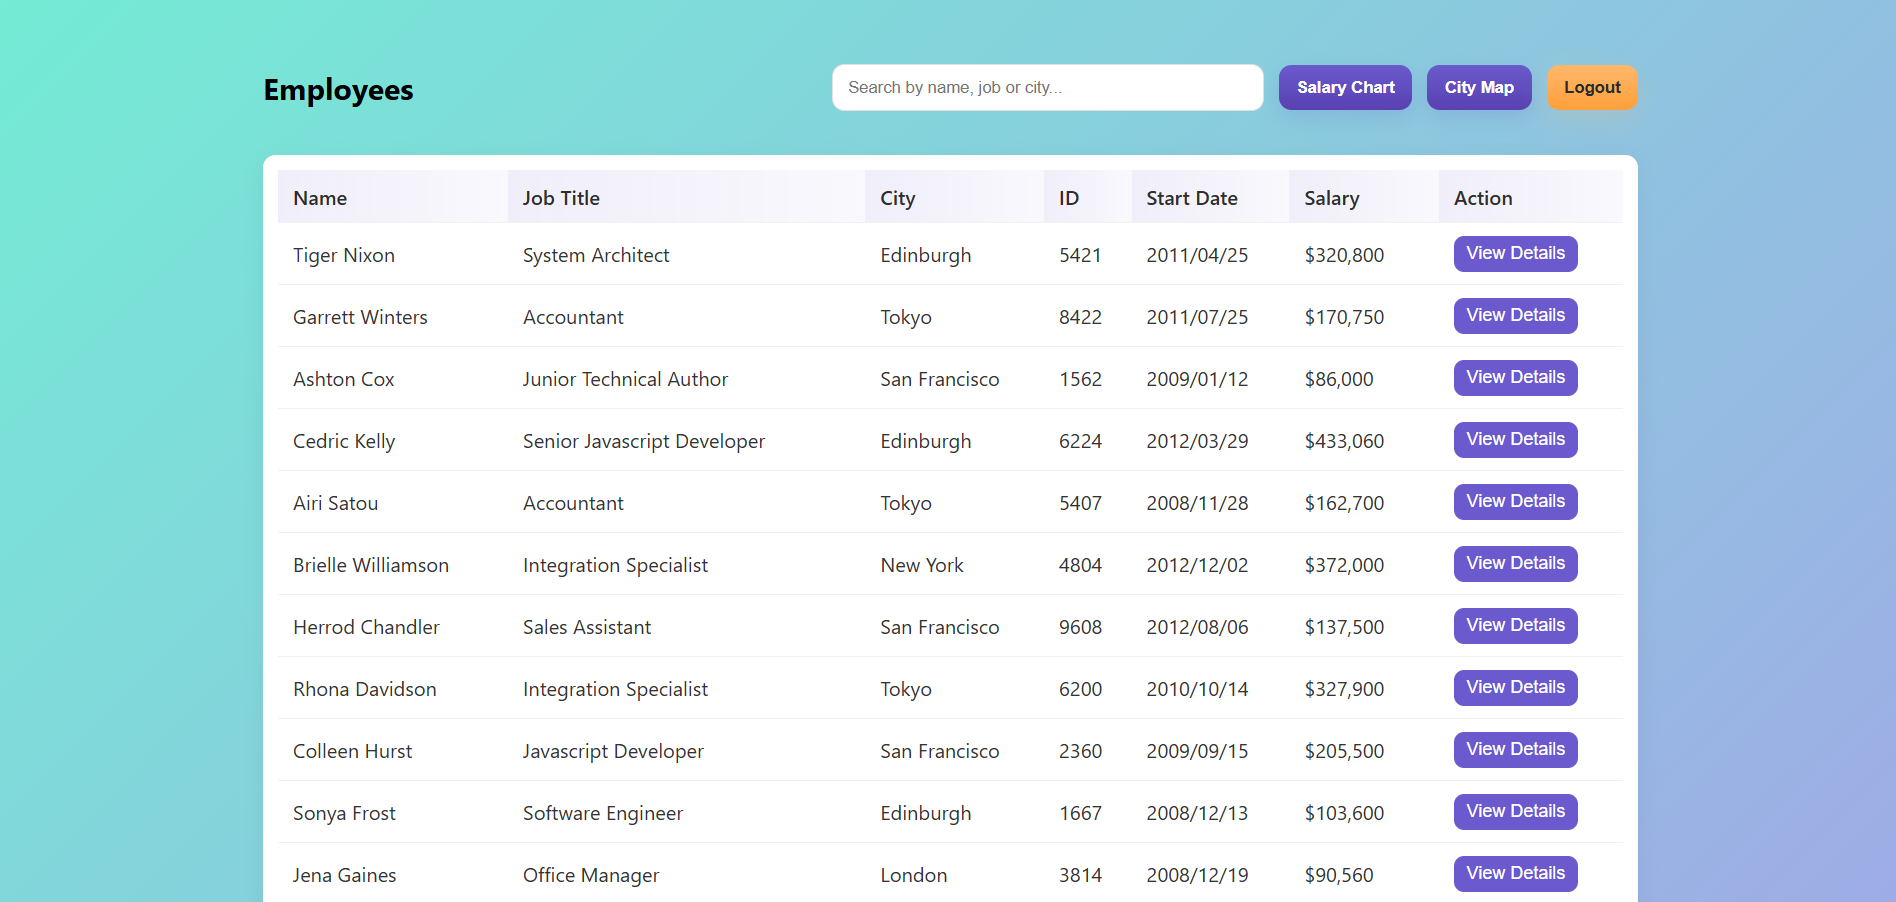 Employees
Search by name, job or city...
Salary Chart
City Map
Logout
Name Job Title City ID Start Date Salary Action
Tiger Nixon System Architect Edinburgh 5421 2011/04/25 $320,800 View Details
Garrett Winters Accountant Tokyo 8422 2011/07/25 $170,750 View Details
Ashton Cox Junior Technical Author San Francisco 1562 2009/01/12 $86,000 View Details
Cedric Kelly Senior Javascript Developer Edinburgh 6224 2012/03/29 $433,060 View Details
Airi Satou Accountant Tokyo 5407 2008/11/28 $162,700 View Details
Brielle Williamson Integration Specialist New York 4804 2012/12/02 $372,000 View Details
Herrod Chandler Sales Assistant San Francisco 9608 2012/08/06 $137,500 View Details
Rhona Davidson Integration Specialist Tokyo 6200 2010/10/14 $327,900 View Details
Colleen Hurst Javascript Developer San Francisco 2360 2009/09/15 $205,500 View Details
Sonya Frost Software Engineer Edinburgh 1667 2008/12/13 $103,600 View Details
Jena Gaines Office Manager London 3814 2008/12/19 $90,560 View Details